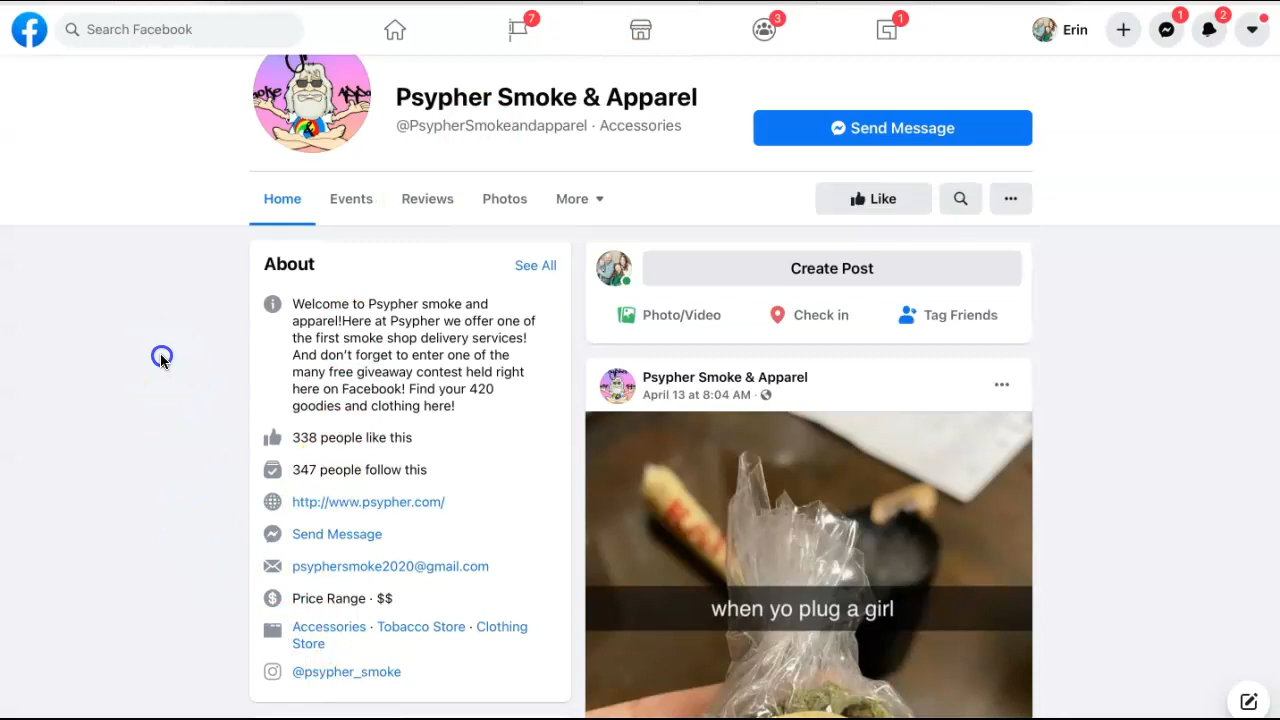 Search Facebook
7
3
1
Erin
1
2
Psypher Smoke & Apparel
@PsypherSmokeandapparel · Accessories
Send Message
Home
Events
Reviews
Photos
More
Like
About
See All
Welcome to Psypher smoke and
apparel!Here at Psypher we offer one of
the first smoke shop delivery services!
And don't forget to enter one of the
many free giveaway contest held right
here on Facebook! Find your 420
goodies and clothing here!
338 people like this
347 people follow this
http://www.psypher.com/
Send Message
psyphersmoke2020@gmail.com
Price Range · $$
Accessories · Tobacco Store · Clothing
Store
@psypher_smoke
Create Post
Photo/Video
Check in
Tag Friends
Psypher Smoke & Apparel
April 13 at 8:04 AM ·
when yo plug a girl